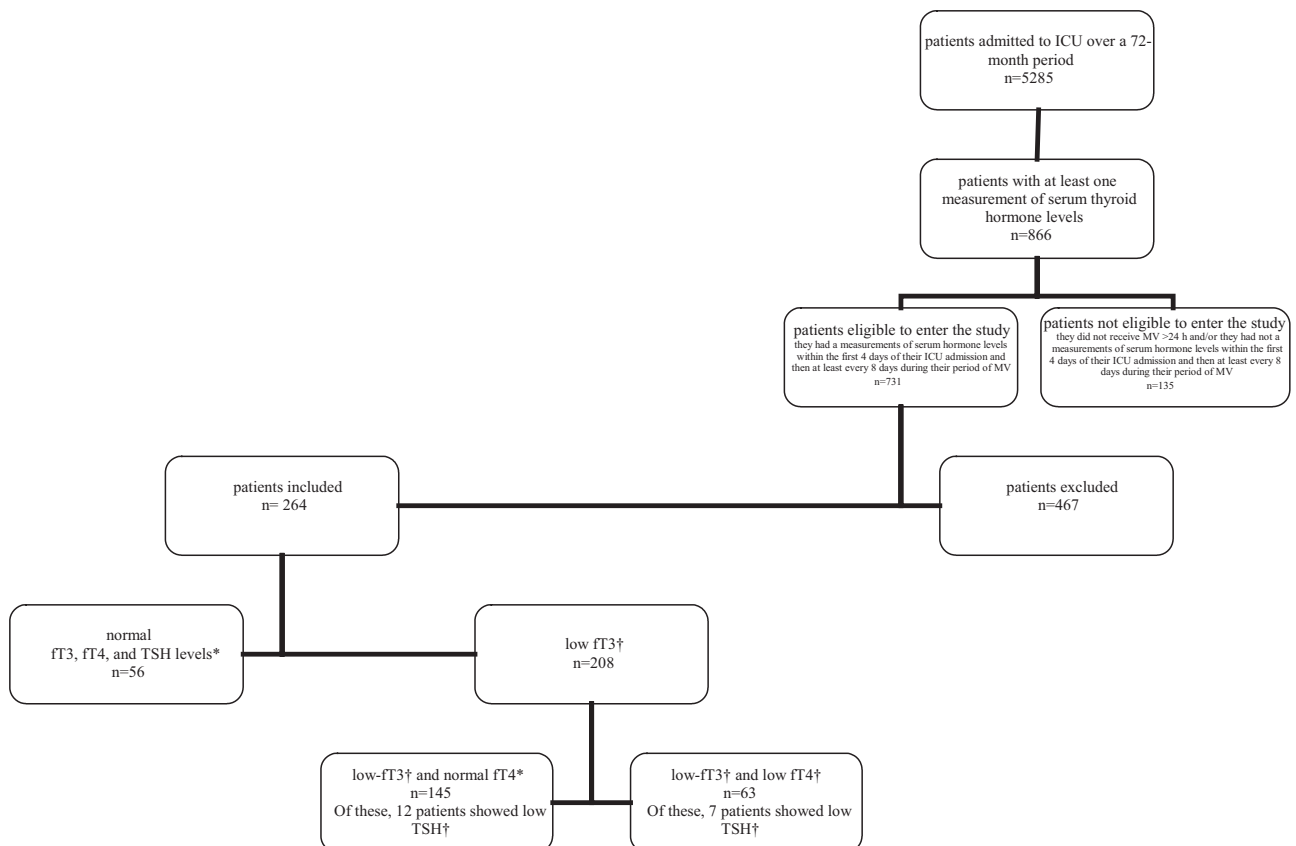 patients admitted to ICU over a 72-
month period
n=5285
patients with at least one
measurement of serum thyroid
hormone levels
n=866
patients eligible to enter the study
they had a measurements of serum hormone levels
within the first 4 days of their ICU admission and
then at least every 8 days during their period of MV
n=731
patients not eligible to enter the study
they did not receive MV >24 h and/or they had not a
measurements of serum hormone levels within the first
4 days of their ICU admission and then at least every 8
days during their period of MV
n=135
patients included
n= 264
patients excluded
n=467
normal
fT3, fT4, and TSH levels*
n=56
low fT3†
n=208
low-fT3† and normal fT4*
n=145
Of these, 12 patients showed low
TSH†
low-fT3† and low fT4†
n=63
Of these, 7 patients showed low
TSH†